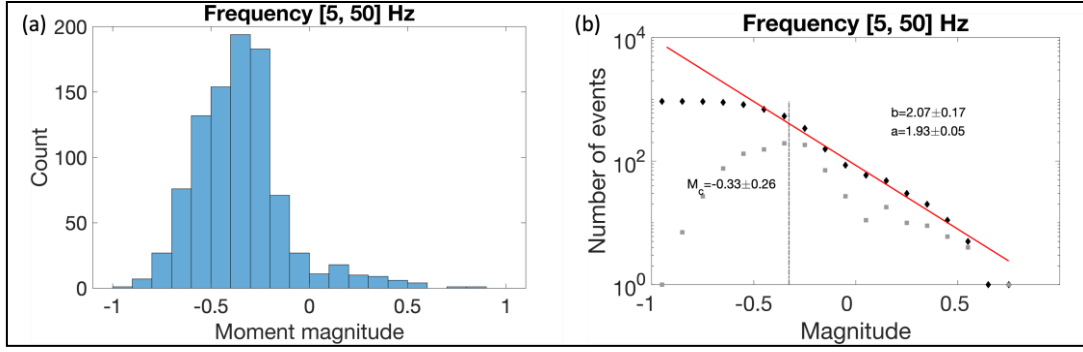 (a)
Frequency [5, 50] Hz
200
150
100
50
0
Count
-1
-0.5
0
0.5
1
Moment magnitude
(b)
Frequency [5, 50] Hz
10^4
10^2
10^0
Number of events
b=2.07±0.17
a=1.93±0.05
M_c=-0.33±0.26
-1
-0.5
0
0.5
Magnitude